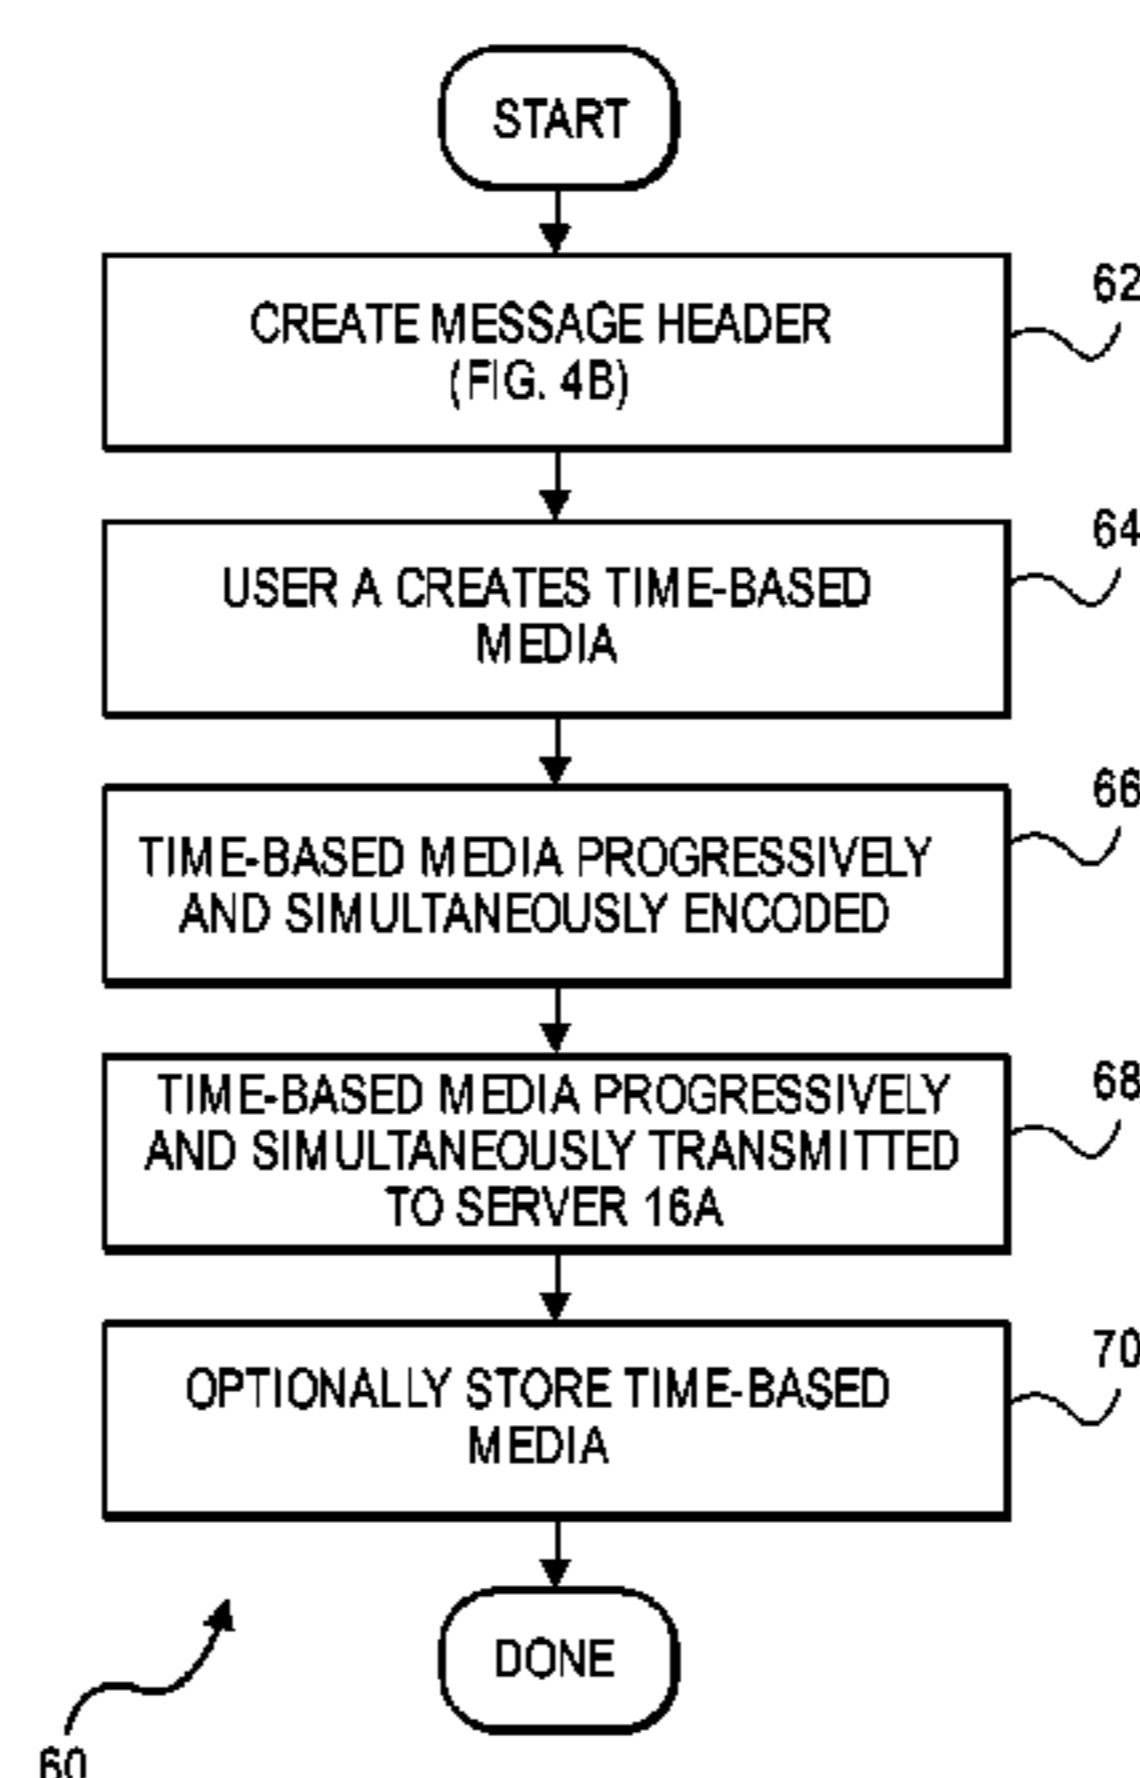 START
CREATE MESSAGE HEADER
(FIG. 4B)
62
USER A CREATES TIME-BASED
MEDIA
64
TIME-BASED MEDIA PROGRESSIVELY
AND SIMULTANEOUSLY ENCODED
66
TIME-BASED MEDIA PROGRESSIVELY
AND SIMULTANEOUSLY TRANSMITTED
TO SERVER 16A
68
OPTIONALLY STORE TIME-BASED
MEDIA
70
DONE
60